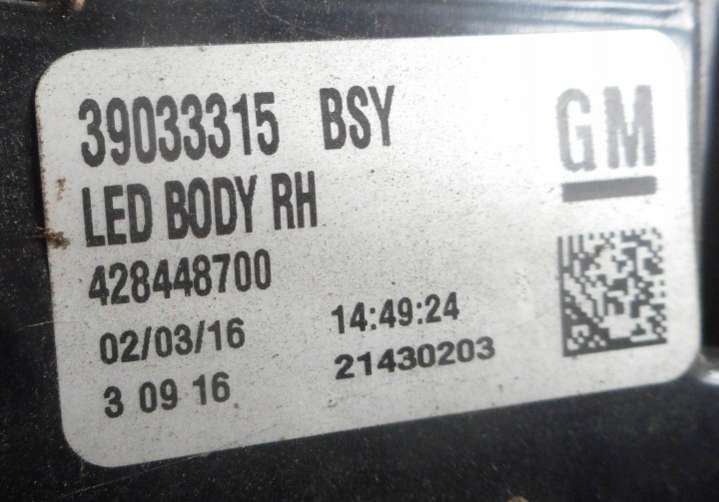 39033315 BSY
GM
LED BODY RH
428448700
02/03/16 14:49:24
3 09 16 21430203